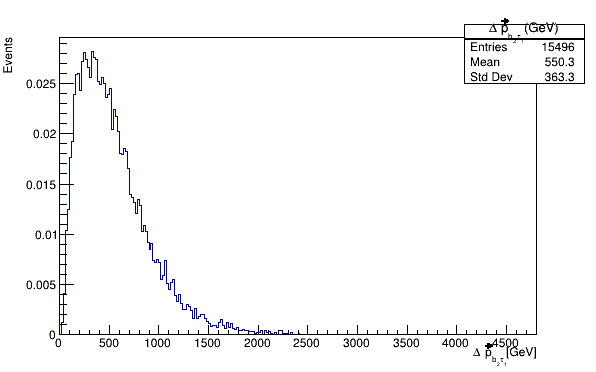 Δ p⃗ b₂τ₁ (GeV)
Entries 15496
Mean 550.3
Std Dev 363.3
Events
0.025
0.02
0.015
0.01
0.005
0
0 500 1000 1500 2000 2500 3000 3500 4000 4500
Δ p⃗ b₂τ₁ [GeV]